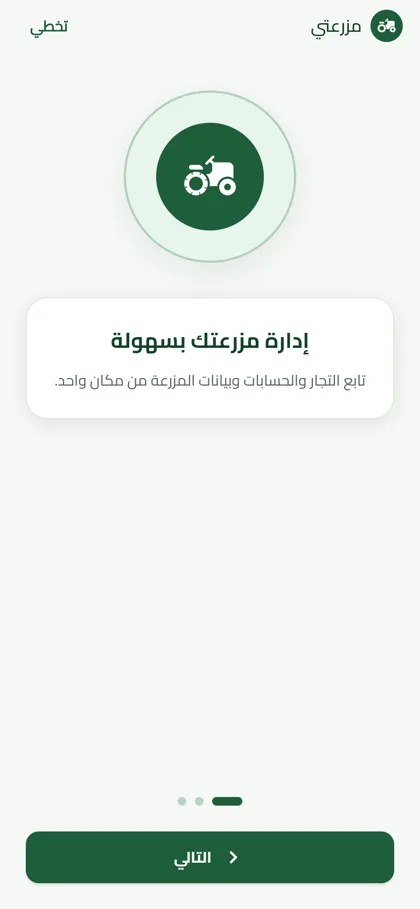 مزرعتي
تخطي
إدارة مزرعتك بسهولة
تابع التجار والحسابات وبيانات المزرعة من مكان واحد.
التالي